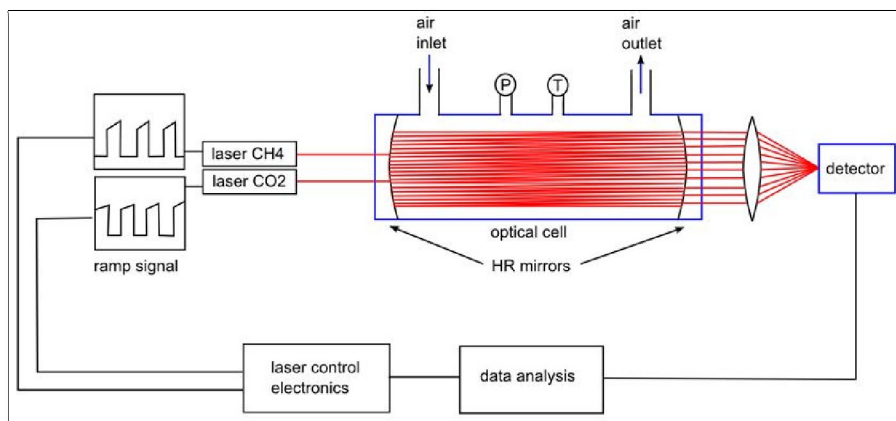 air
inlet
air
outlet
P
T
laser CH4
laser CO2
detector
optical cell
ramp signal
HR mirrors
laser control
electronics
data analysis